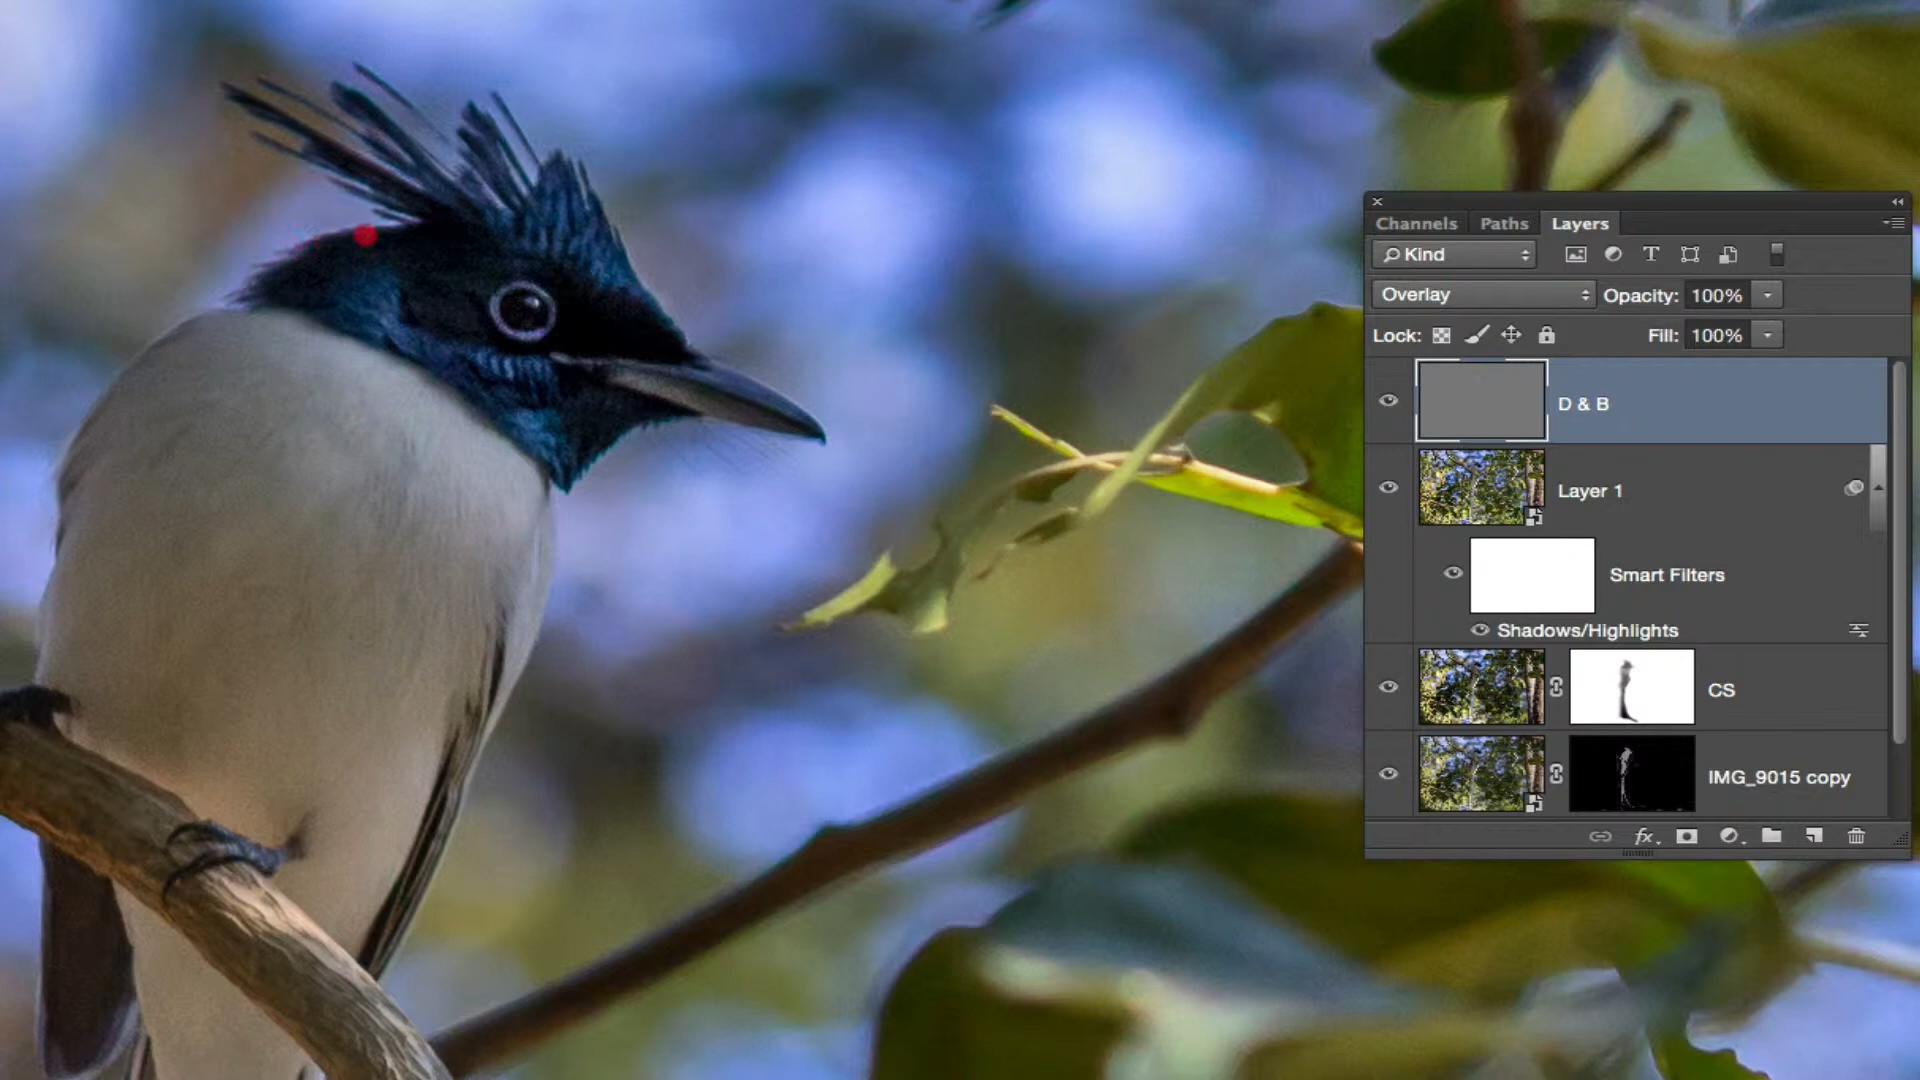 Channels Paths Layers
Kind
Overlay Opacity: 100%
Lock: Fill: 100%
D & B
Layer 1
Smart Filters
Shadows/Highlights
CS
IMG_9015 copy
fx